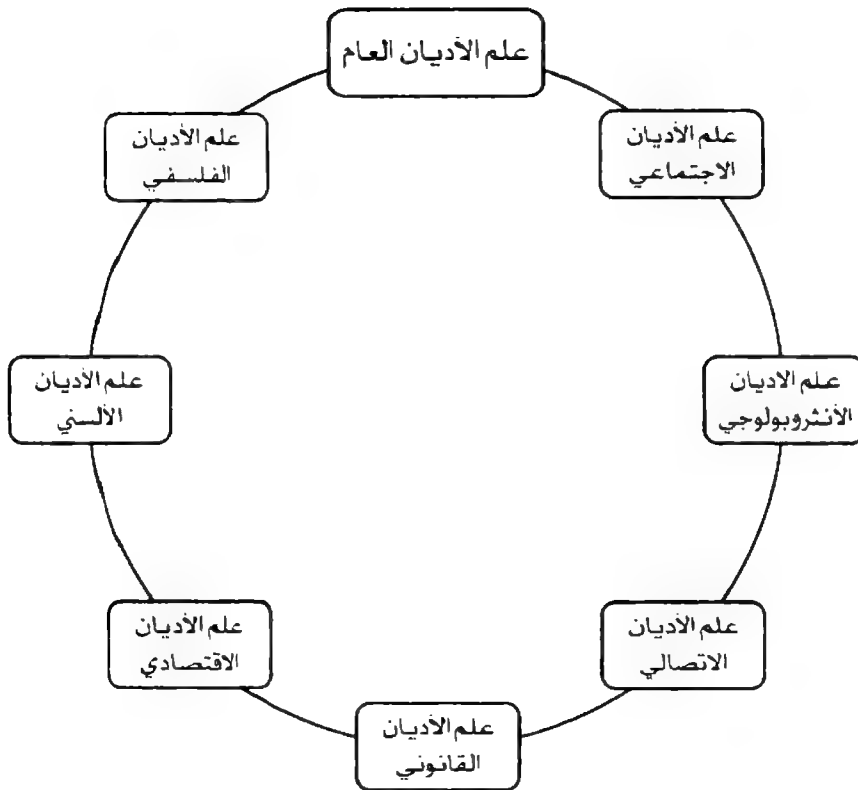 علم الأديان العام
علم الأديان
الاجتماعي
علم الأديان
الفلسفي
علم الاديان
الأنثروبولوجي
علم الأديان
الألسني
علم الأديان
الاتصالي
علم الأديان
الاقتصادي
علم الأديان
القانوني